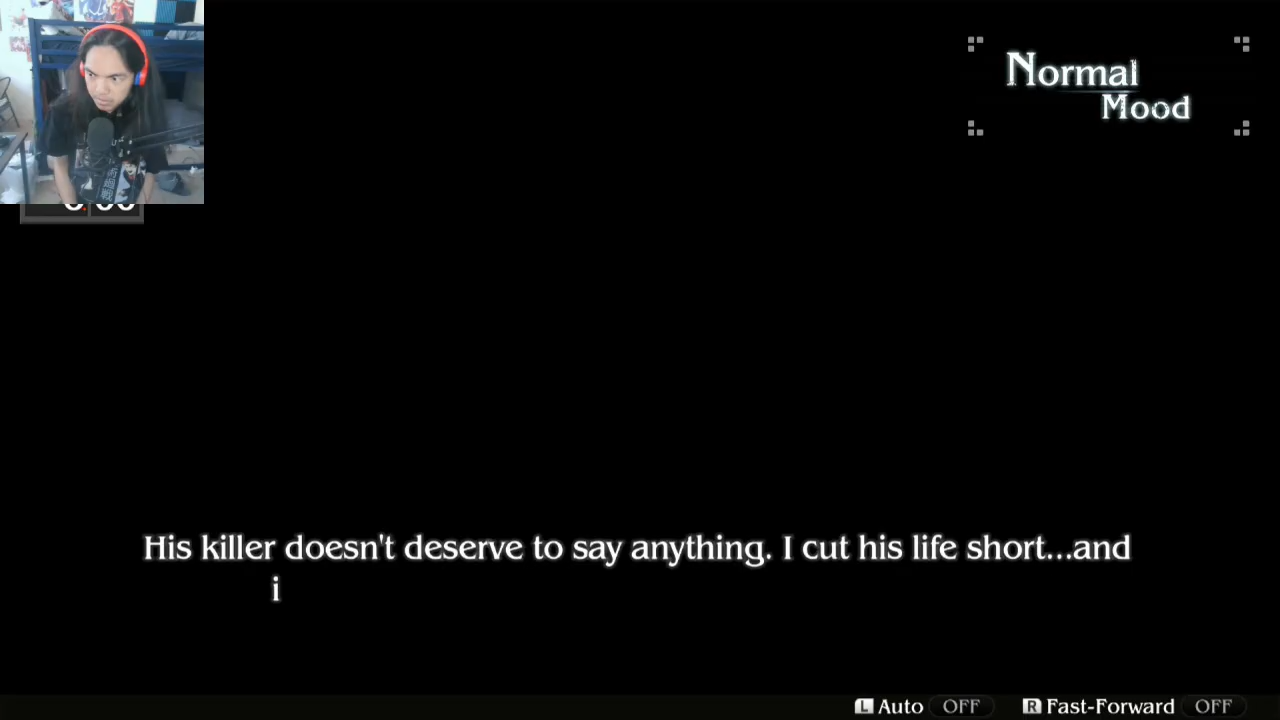 Normal
Mood
His killer doesn't deserve to say anything. I cut his life short...and
i
L Auto OFF R Fast-Forward OFF